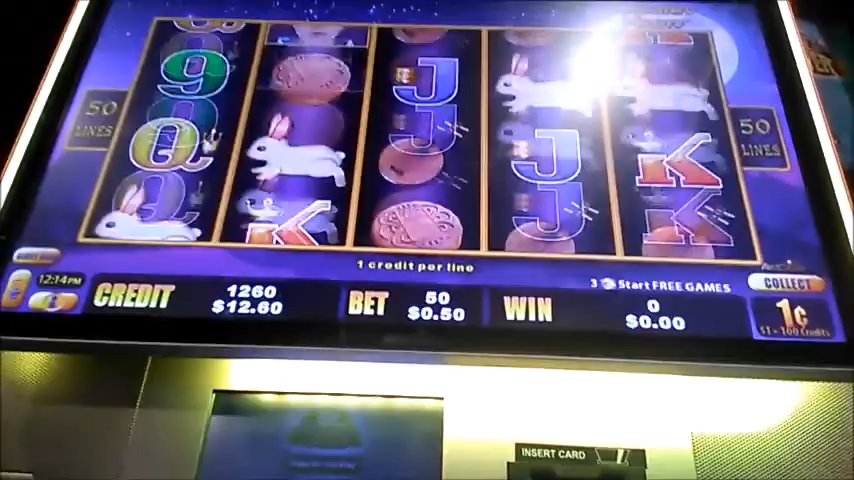 9
J
50
LINES
Q
J
K
50
LINES
K
J
K
1 credit per line
3 Start FREE GAMES
COLLECT
12:14PM
CREDIT
1260
$12.60
BET
50
$0.50
WIN
0
$0.00
1¢
$1 = 100 Credits
INSERT CARD